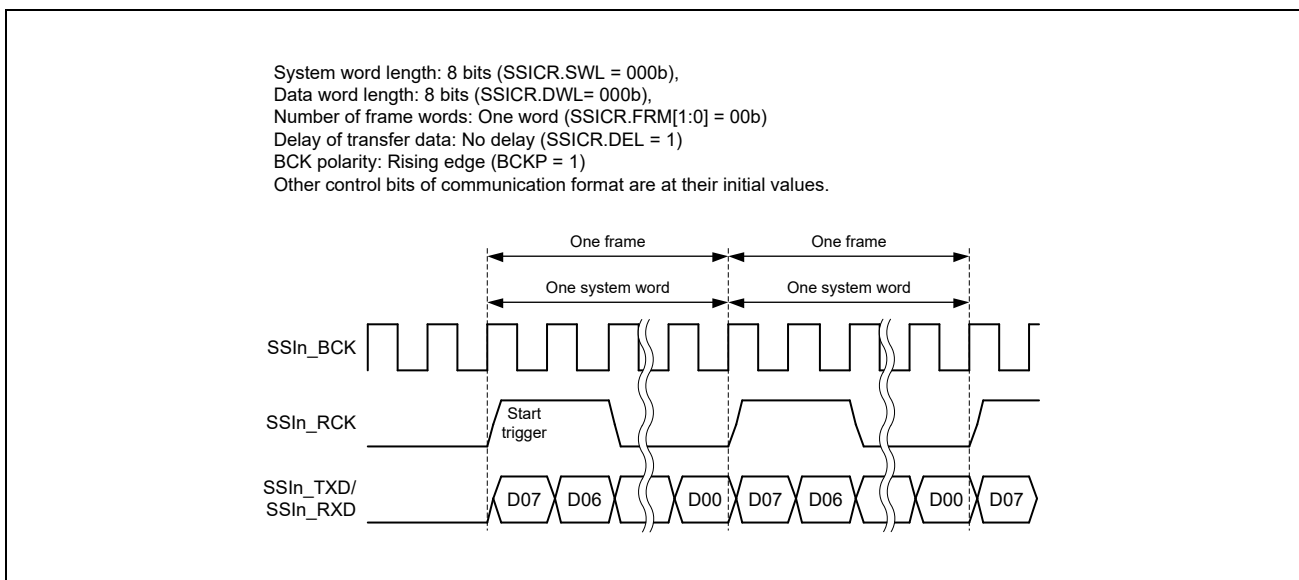 System word length: 8 bits (SSICR.SWL = 000b),
Data word length: 8 bits (SSICR.DWL= 000b),
Number of frame words: One word (SSICR.FRM[1:0] = 00b)
Delay of transfer data: No delay (SSICR.DEL = 1)
BCK polarity: Rising edge (BCKP = 1)
Other control bits of communication format are at their initial values.
One frame One frame
One system word One system word
SSIn_BCK
SSIn_RCK
Start
trigger
SSIn_TXD/
SSIn_RXD
D07 D06 D00 D07 D06 D00 D07